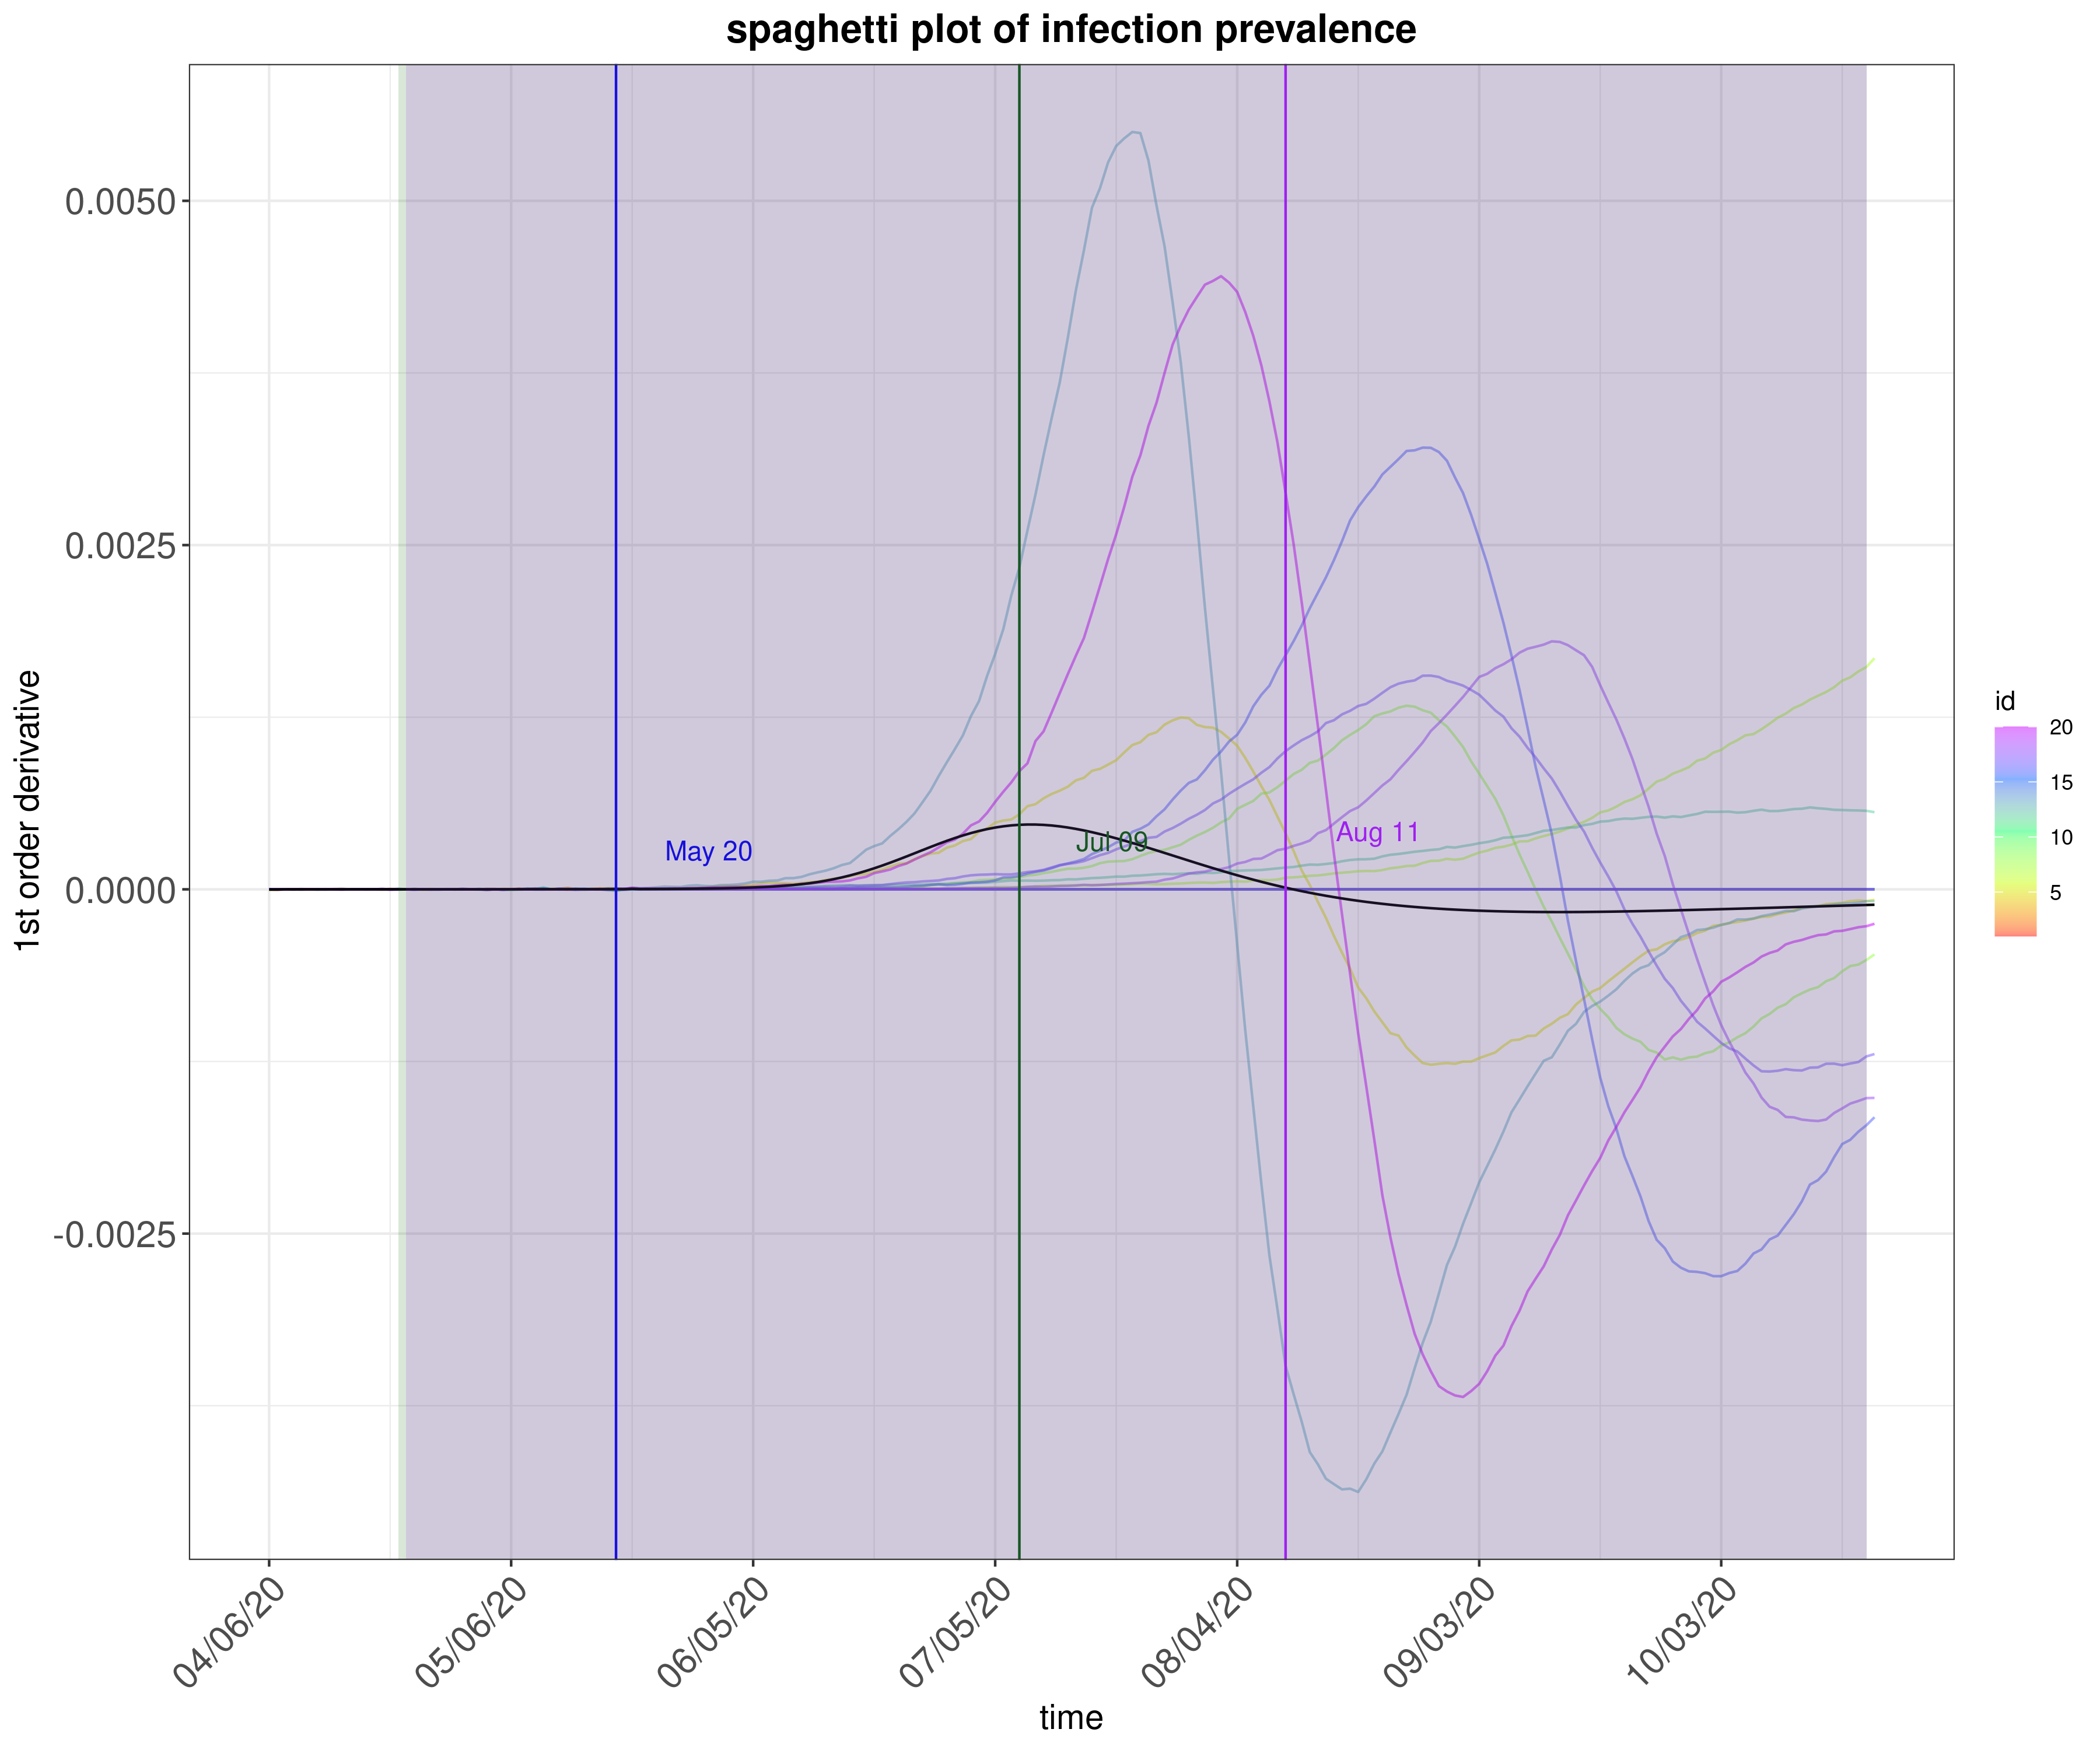 spaghetti plot of infection prevalence
1st order derivative
0.0050
0.0025
0.0000
-0.0025
May 20
Jul 09
Aug 11
04/06/20
05/06/20
06/05/20
07/05/20
08/04/20
09/03/20
10/03/20
time
id
20
15
10
5